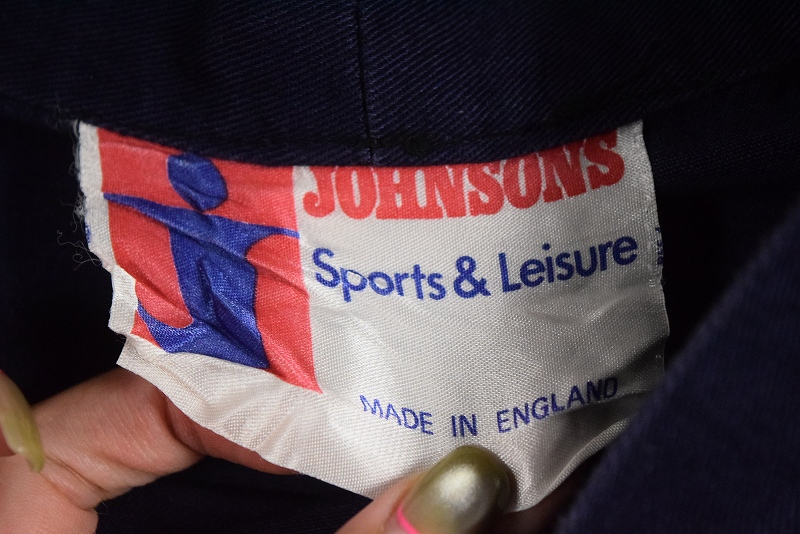 JOHNSONS
Sports & Leisure
MADE IN ENGLAND